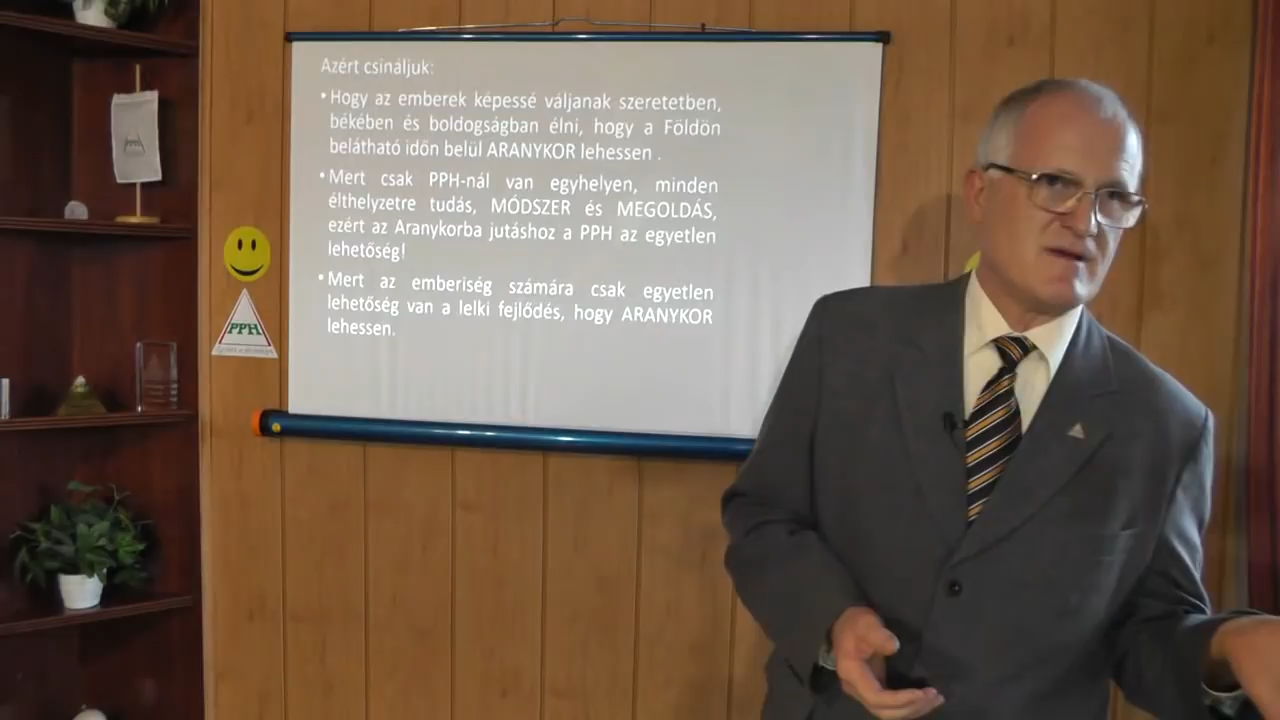 Azért csináljuk:
• Hogy az emberek képessé váljanak szeretetben,
békében és boldogságban élni, hogy a Földön
belátható időn belül ARANYKOR lehessen .
• Mert csak PPH-nál van egyhelyen, minden
élthelyzetre tudás, MÓDSZER és MEGOLDÁS,
ezért az Aranykorba jutáshoz a PPH az egyetlen
lehetőség!
• Mert az emberiség számára csak egyetlen
lehetőség van a lelki fejlődés, hogy ARANYKOR
lehessen.
PPH